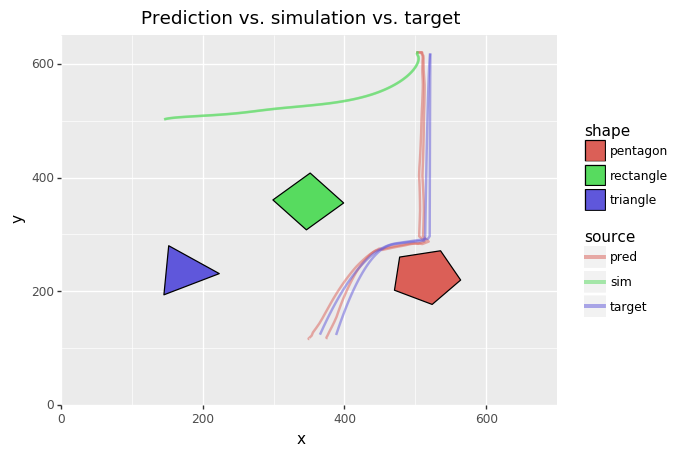 Prediction vs. simulation vs. target
600
400
200
0
y
0 200 400 600
x
shape
pentagon
rectangle
triangle
source
pred
sim
target